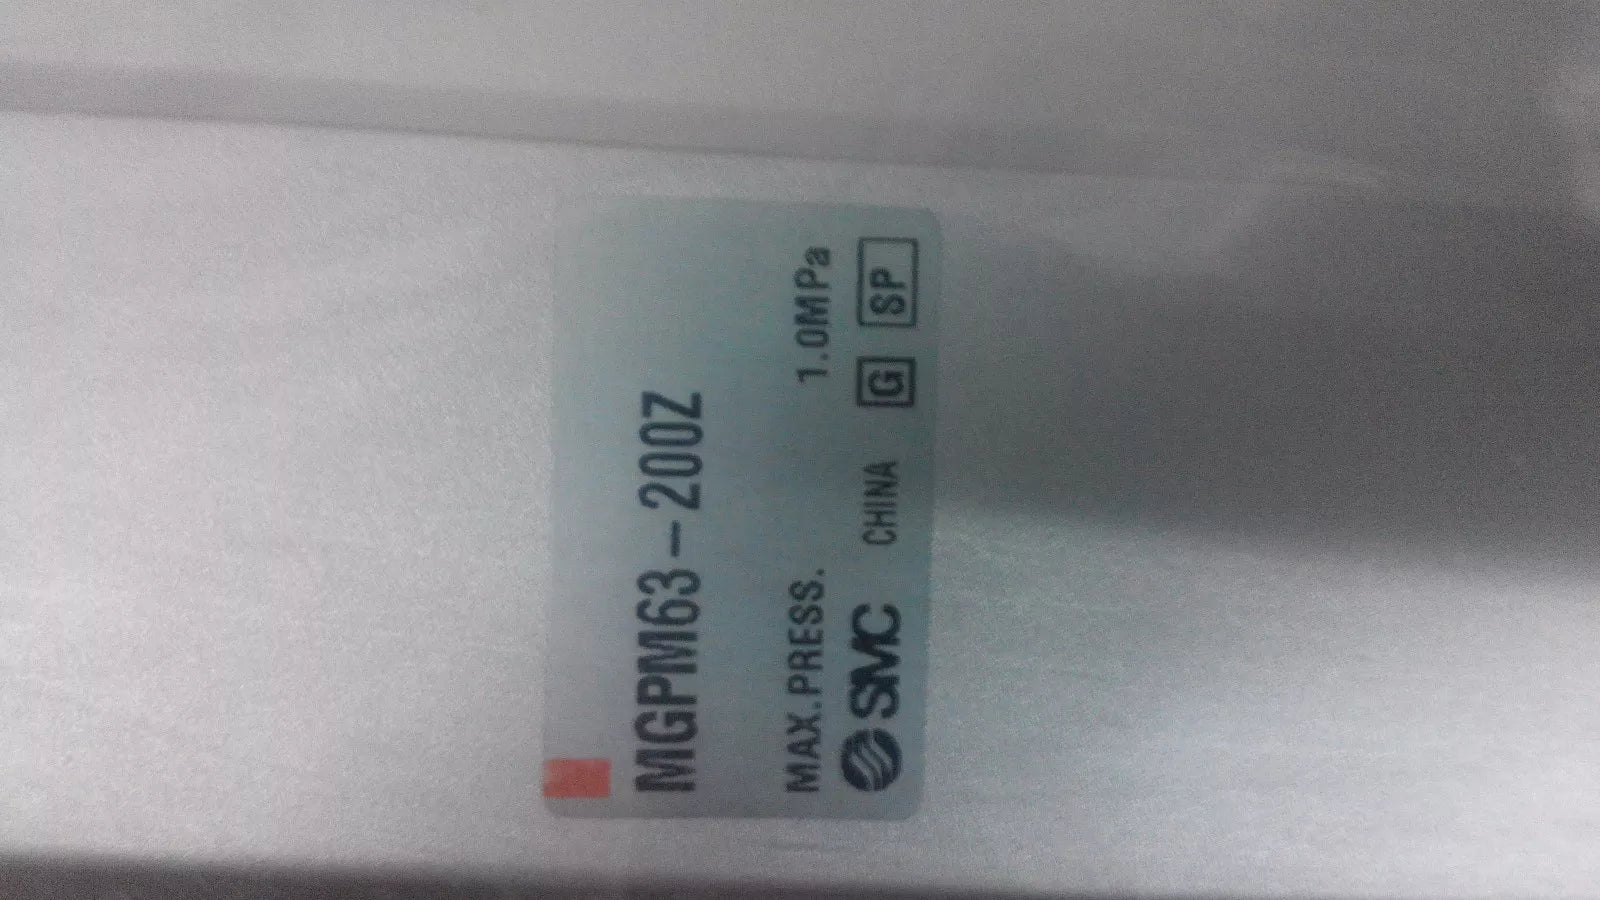 MGPM63-200Z
MAX.PRESS. 1.0MPa
SMC CHINA G SP